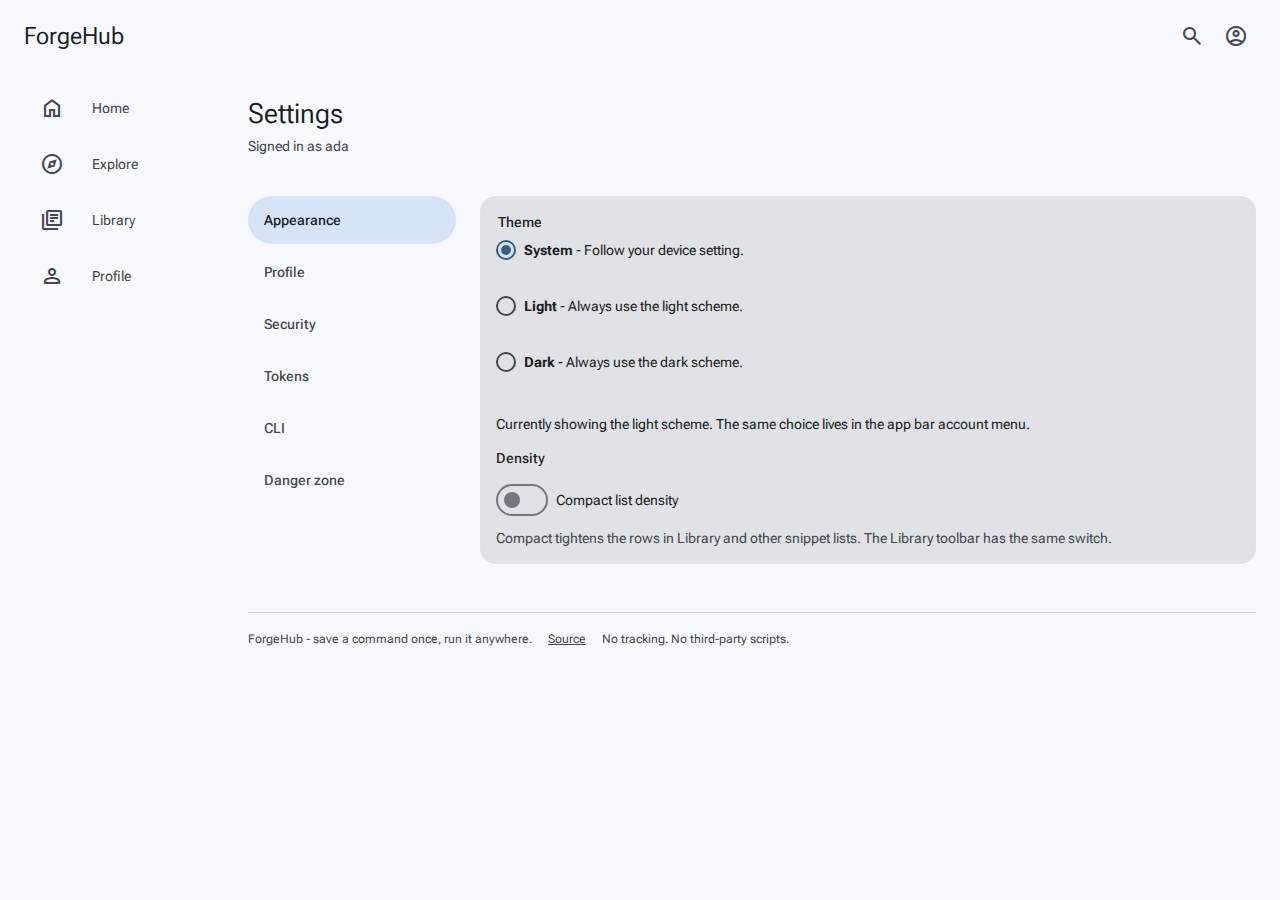 ForgeHub
Home
Explore
Library
Profile
Settings
Signed in as ada
Appearance
Profile
Security
Tokens
CLI
Danger zone
Theme
System - Follow your device setting.
Light - Always use the light scheme.
Dark - Always use the dark scheme.
Currently showing the light scheme. The same choice lives in the app bar account menu.
Density
Compact list density
Compact tightens the rows in Library and other snippet lists. The Library toolbar has the same switch.
ForgeHub - save a command once, run it anywhere. Source No tracking. No third-party scripts.